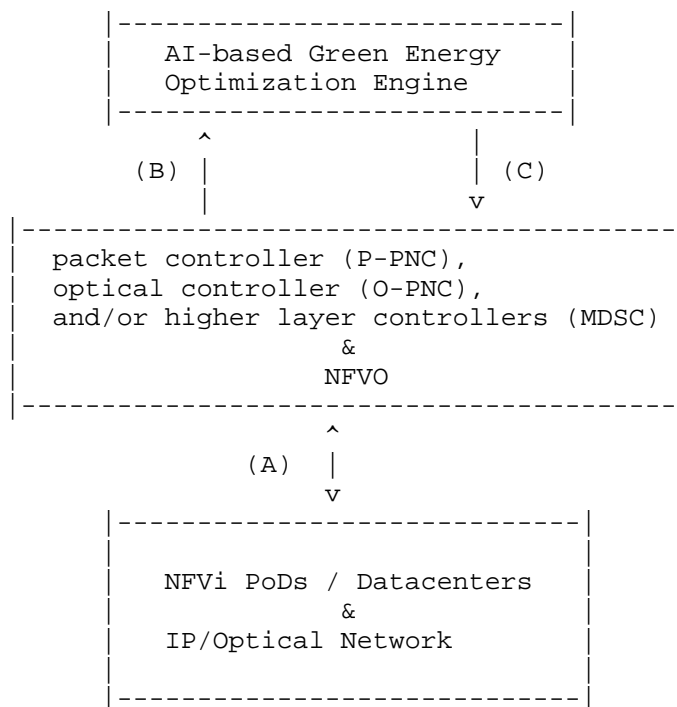 AI-based Green Energy
Optimization Engine
(B)
(C)
packet controller (P-PNC),
optical controller (O-PNC),
and/or higher layer controllers (MDSC)
&
NFVO
(A)
NFVi PoDs / Datacenters
&
IP/Optical Network